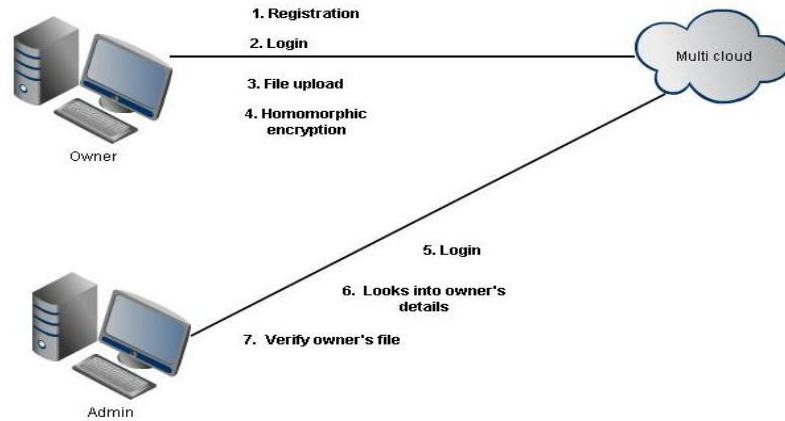 1. Registration
2. Login
Multi cloud
3. File upload
4. Homomorphic
encryption
Owner
5. Login
6. Looks into owner's
details
7. Verify owner's file
Admin